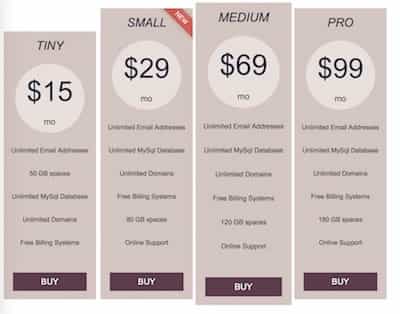 TINY
$15
mo
Unlimited Email Addresses
50 GB spaces
Unlimited MySql Database
Unlimited Domains
Free Billing Systems
BUY
SMALL
NEW
$29
mo
Unlimited Email Addresses
Unlimited MySql Database
Unlimited Domains
Free Billing Systems
80 GB spaces
Online Support
BUY
MEDIUM
$69
mo
Unlimited Email Addresses
Unlimited MySql Database
Unlimited Domains
Free Billing Systems
120 GB spaces
Online Support
BUY
PRO
$99
mo
Unlimited Email Addresses
Unlimited MySql Database
Unlimited Domains
Free Billing Systems
180 GB spaces
Online Support
BUY